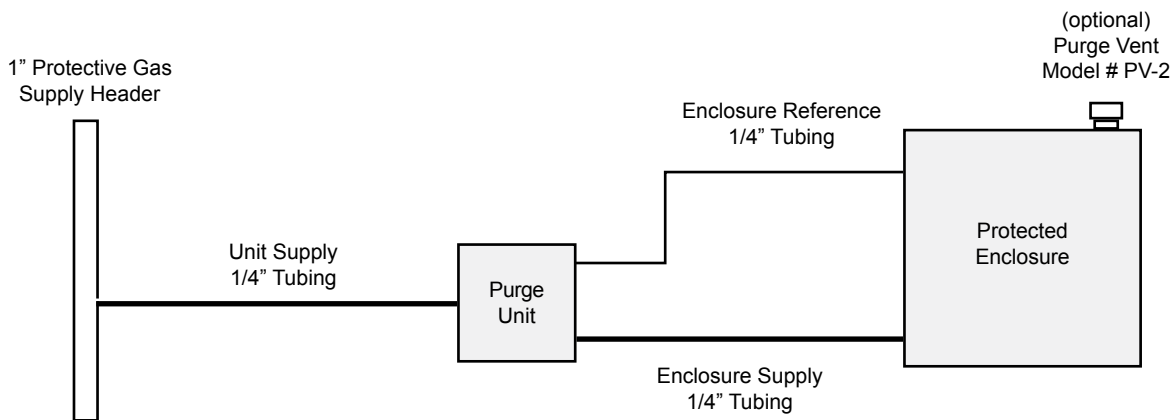 (optional)
Purge Vent
Model # PV-2
1” Protective Gas
Supply Header
Enclosure Reference
1/4” Tubing
Unit Supply
1/4” Tubing
Protected
Enclosure
Purge
Unit
Enclosure Supply
1/4” Tubing